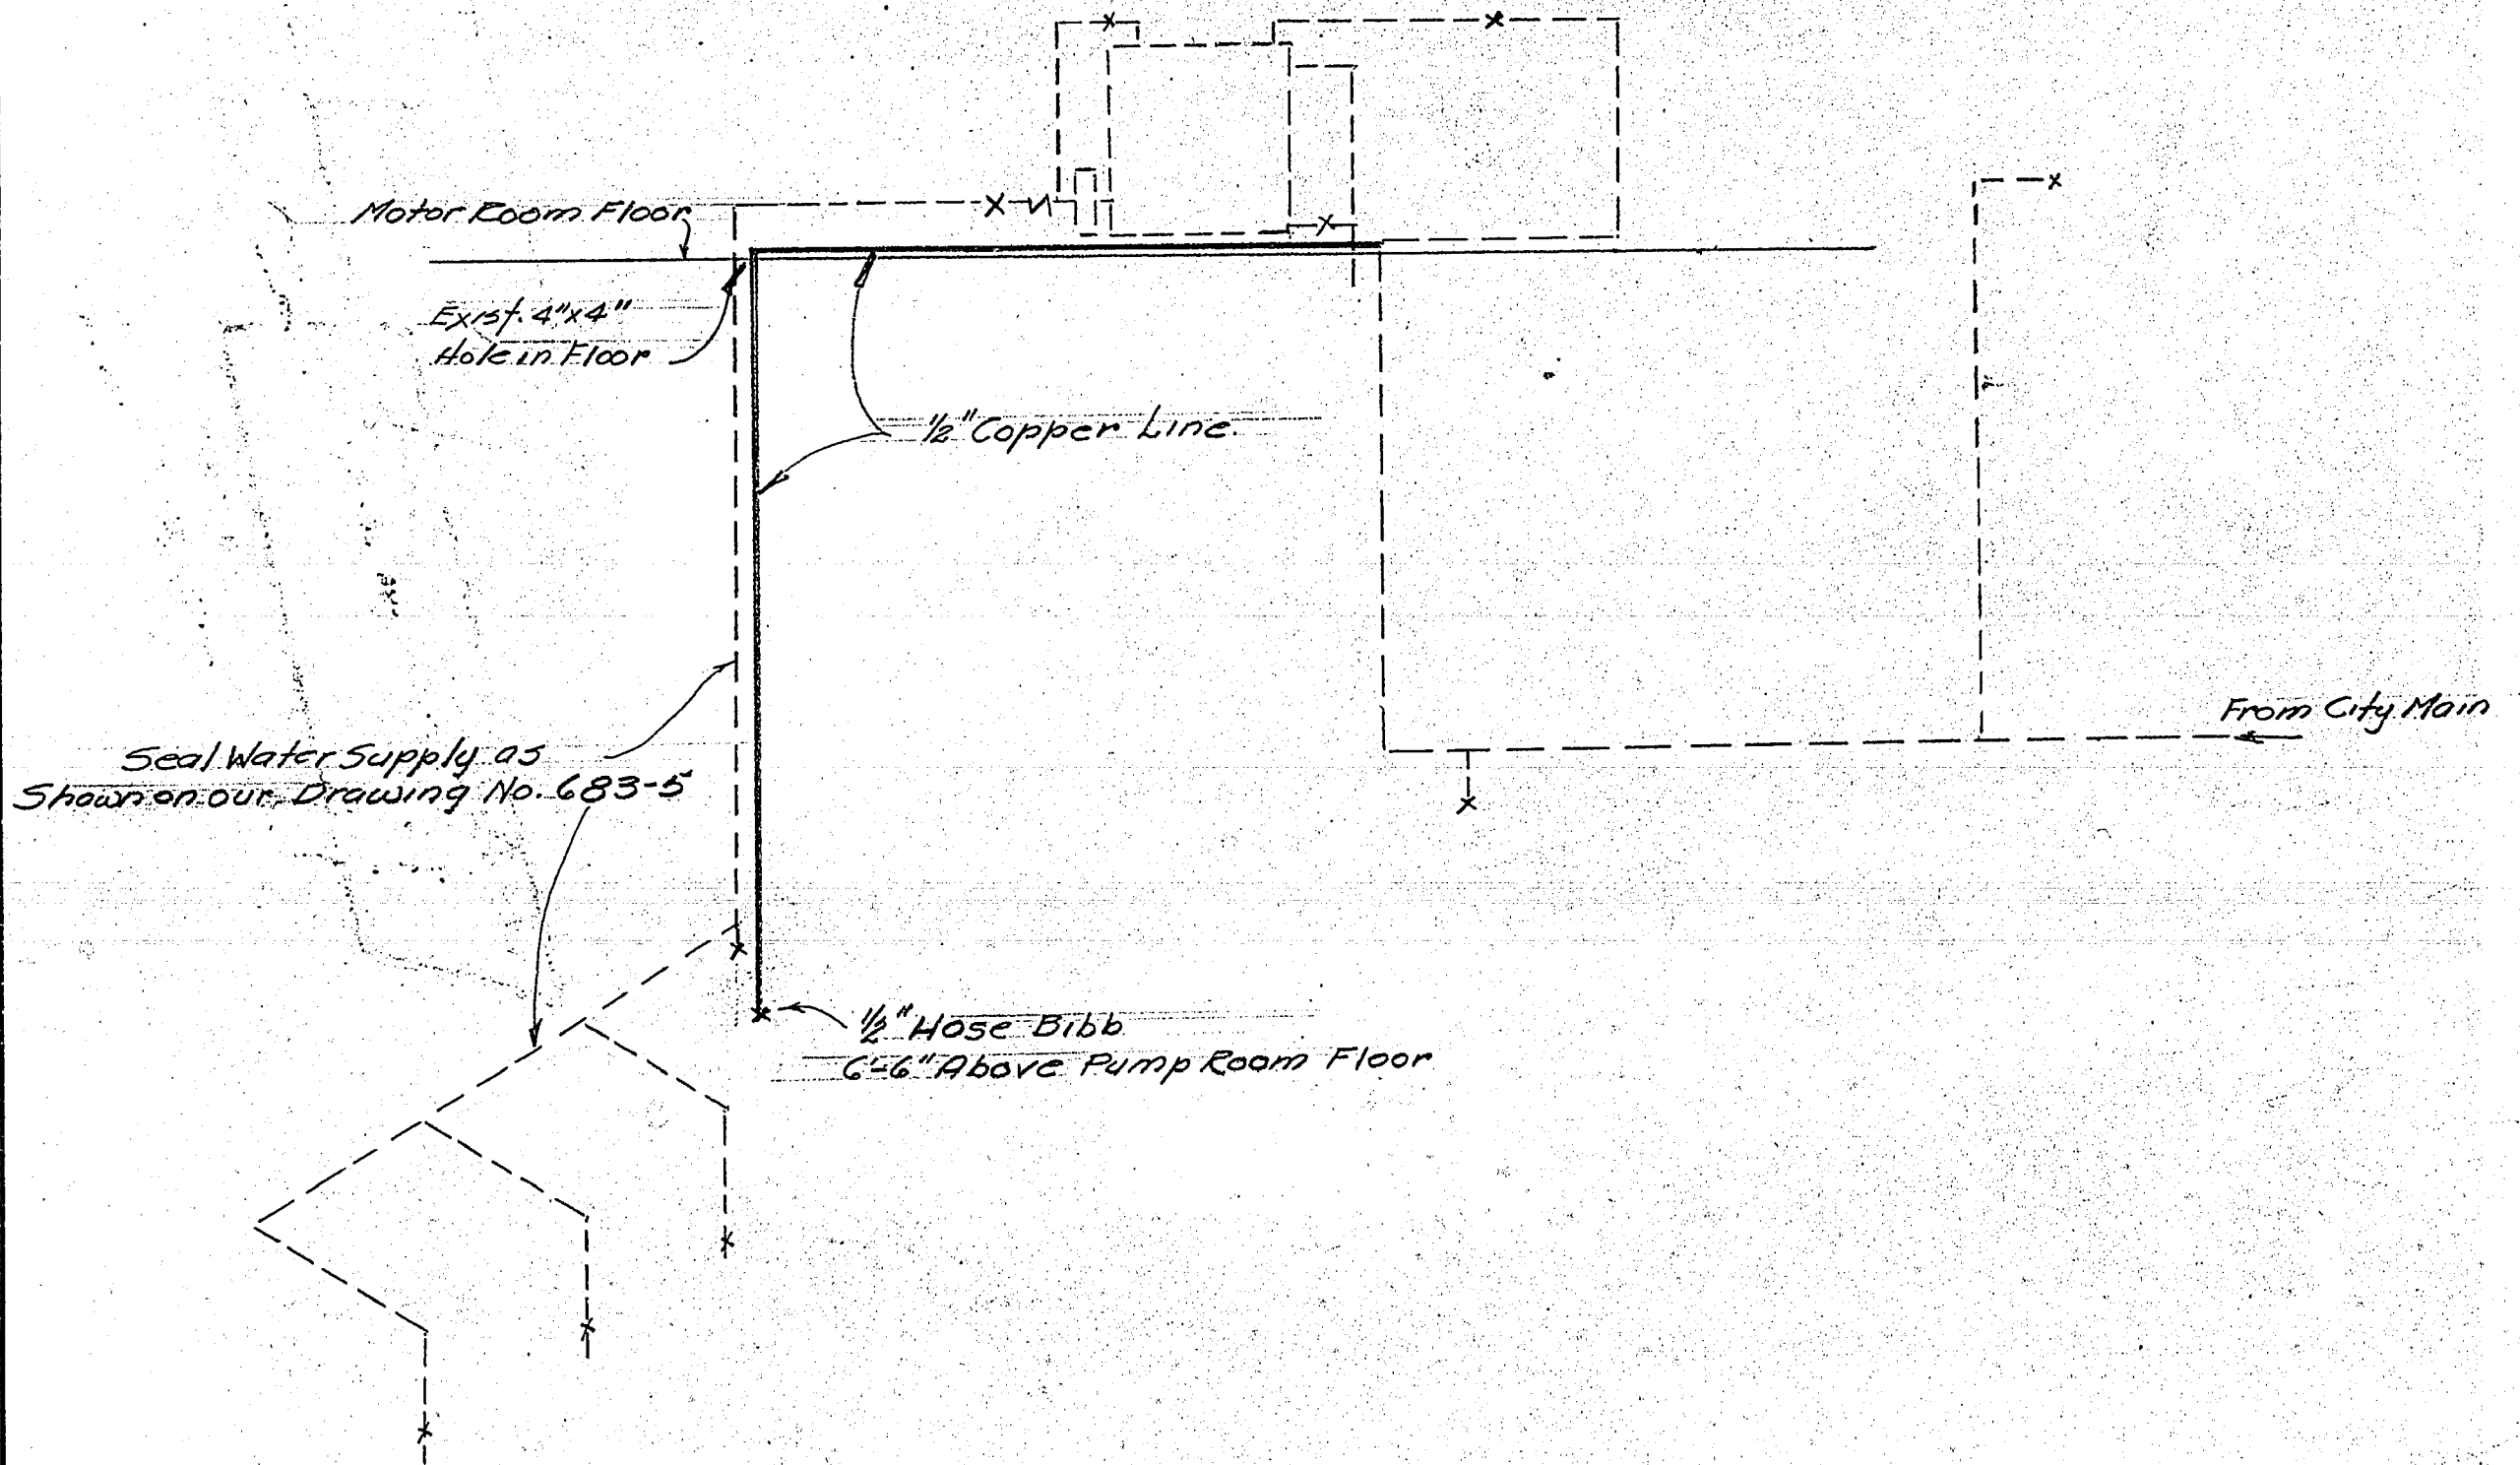 Motor Room Floor
Exist. 4"x4"
Hole in Floor
1/2" Copper Line.
From City Main
Seal Water Supply as
Shown on our Drawing No. 683-5
1/2" Hose Bibb
6'-6" Above Pump Room Floor